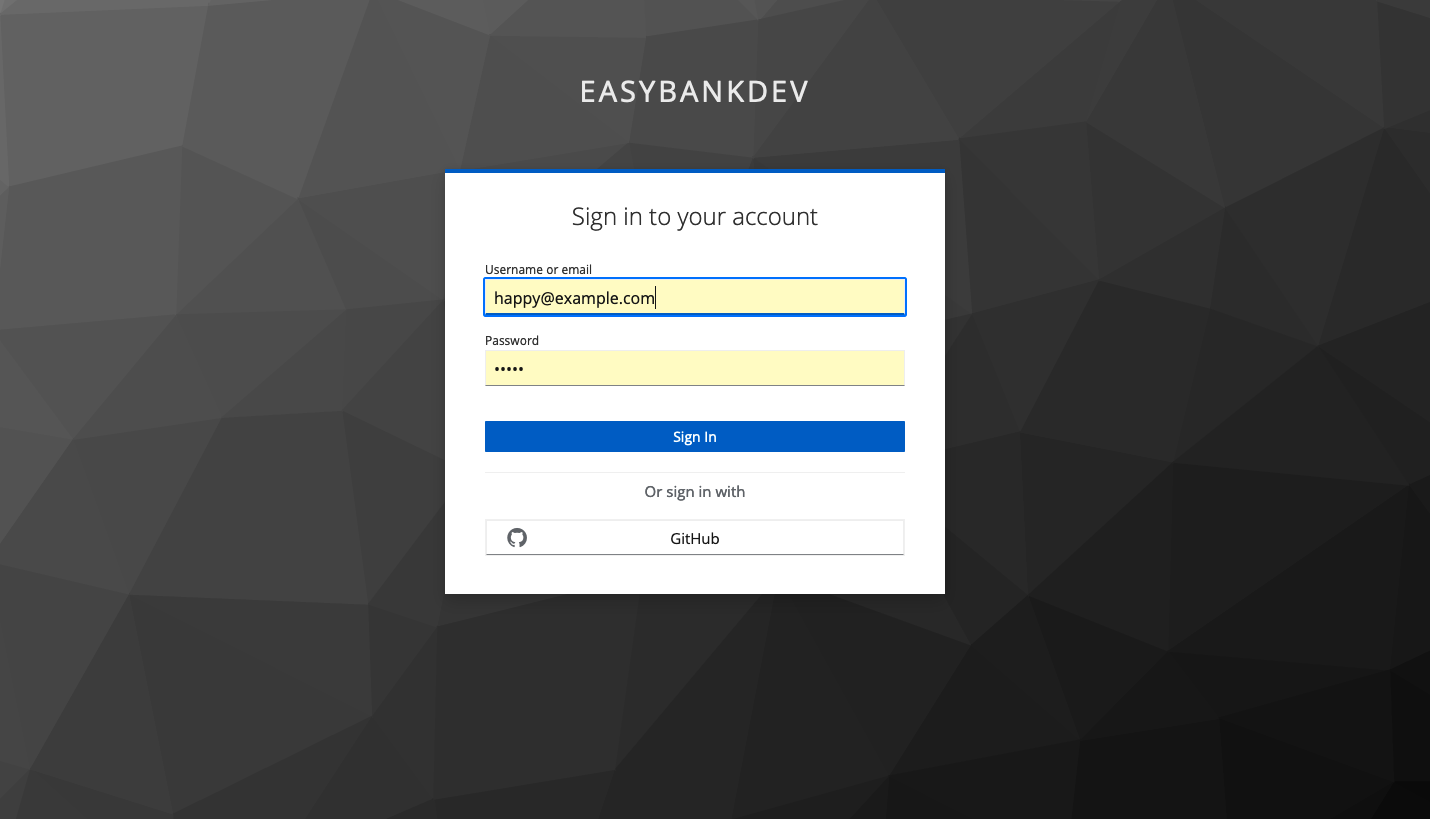 EASYBANKDEV
Sign in to your account
Username or email
happy@example.com
Password
•••••
Sign In
Or sign in with
GitHub